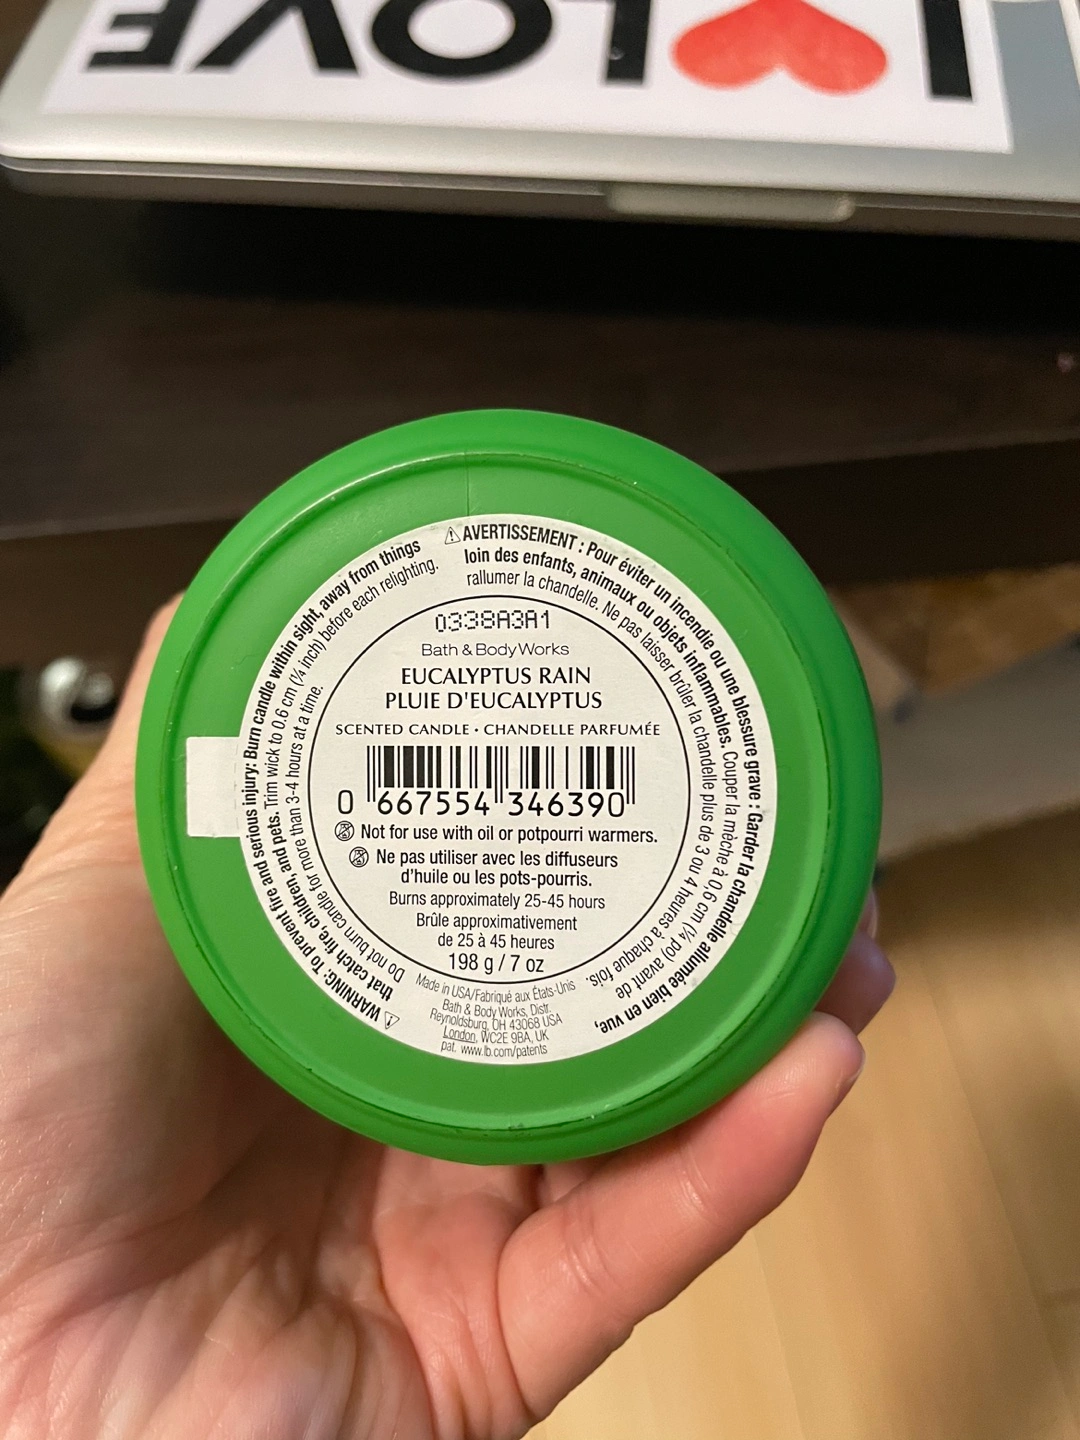 I LOVE
0338A3A1
Bath & Body Works
EUCALYPTUS RAIN
PLUIE D'EUCALYPTUS
SCENTED CANDLE • CHANDELLE PARFUMÉE
0 667554 346390
Not for use with oil or potpourri warmers.
Ne pas utiliser avec les diffuseurs
d'huile ou les pots-pourris.
Burns approximately 25-45 hours
Brûle approximativement
de 25 à 45 heures
198 g / 7 oz
⚠WARNING: To prevent fire and serious injury: Burn candle within sight, away from things
that catch fire, children, and pets. Trim wick to 0.6 cm (¼ inch) before each relighting.
Do not burn candle for more than 3-4 hours at a time.
⚠AVERTISSEMENT : Pour éviter un incendie ou une blessure grave : Garder la chandelle allumée bien en vue,
loin des enfants, animaux ou objets inflammables. Couper la mèche à 0,6 cm (¼ po) avant de
rallumer la chandelle. Ne pas laisser brûler la chandelle plus de 3 ou 4 heures à chaque fois.
Made in USA/Fabriqué aux États-Unis
Bath & Body Works, Distr.
Reynoldsburg, OH 43068 USA
London, WC2E 9BA, UK
pat. www.lb.com/patents